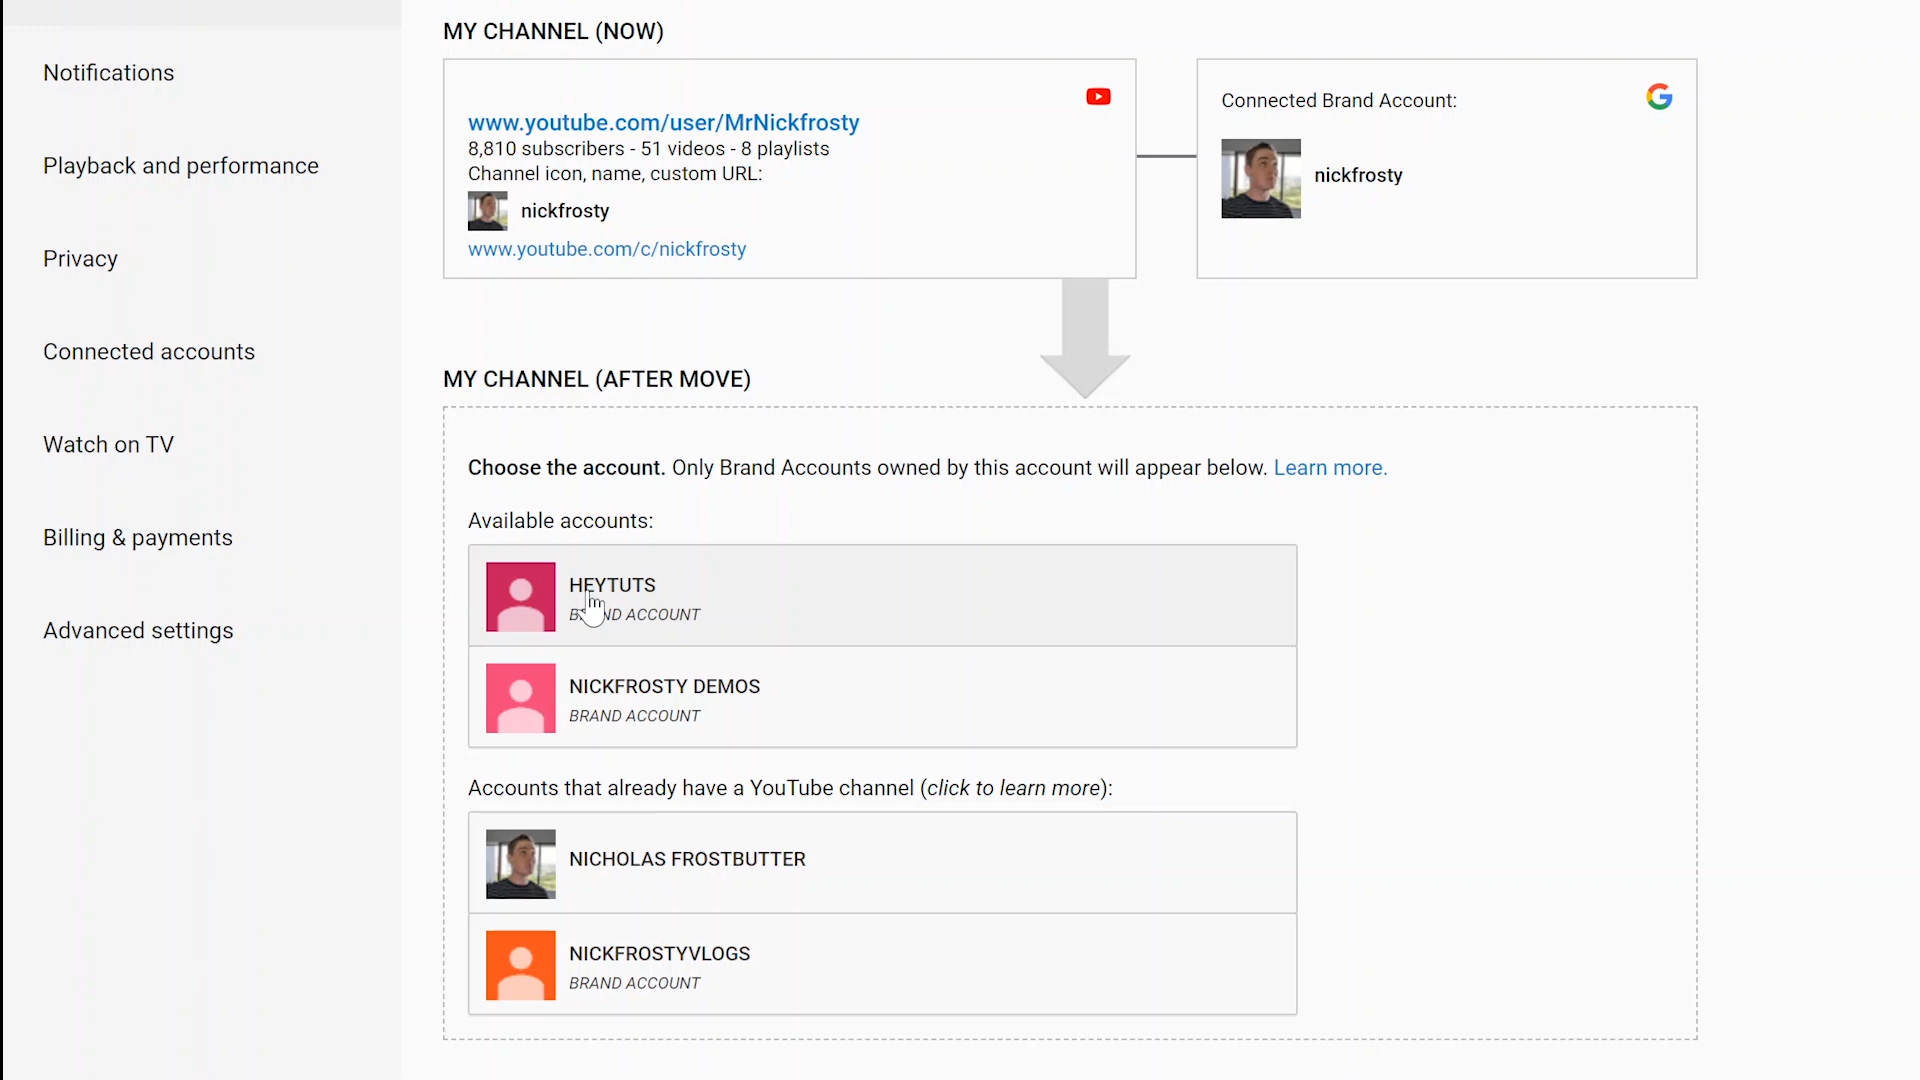 MY CHANNEL (NOW)
Notifications
Playback and performance
Privacy
Connected accounts
Watch on TV
Billing & payments
Advanced settings
www.youtube.com/user/MrNickfrosty
8,810 subscribers - 51 videos - 8 playlists
Channel icon, name, custom URL:
nickfrosty
www.youtube.com/c/nickfrosty
Connected Brand Account:
nickfrosty
MY CHANNEL (AFTER MOVE)
Choose the account. Only Brand Accounts owned by this account will appear below. Learn more.
Available accounts:
HEYTUTS
BRAND ACCOUNT
NICKFROSTY DEMOS
BRAND ACCOUNT
Accounts that already have a YouTube channel (click to learn more):
NICHOLAS FROSTBUTTER
NICKFROSTYVLOGS
BRAND ACCOUNT